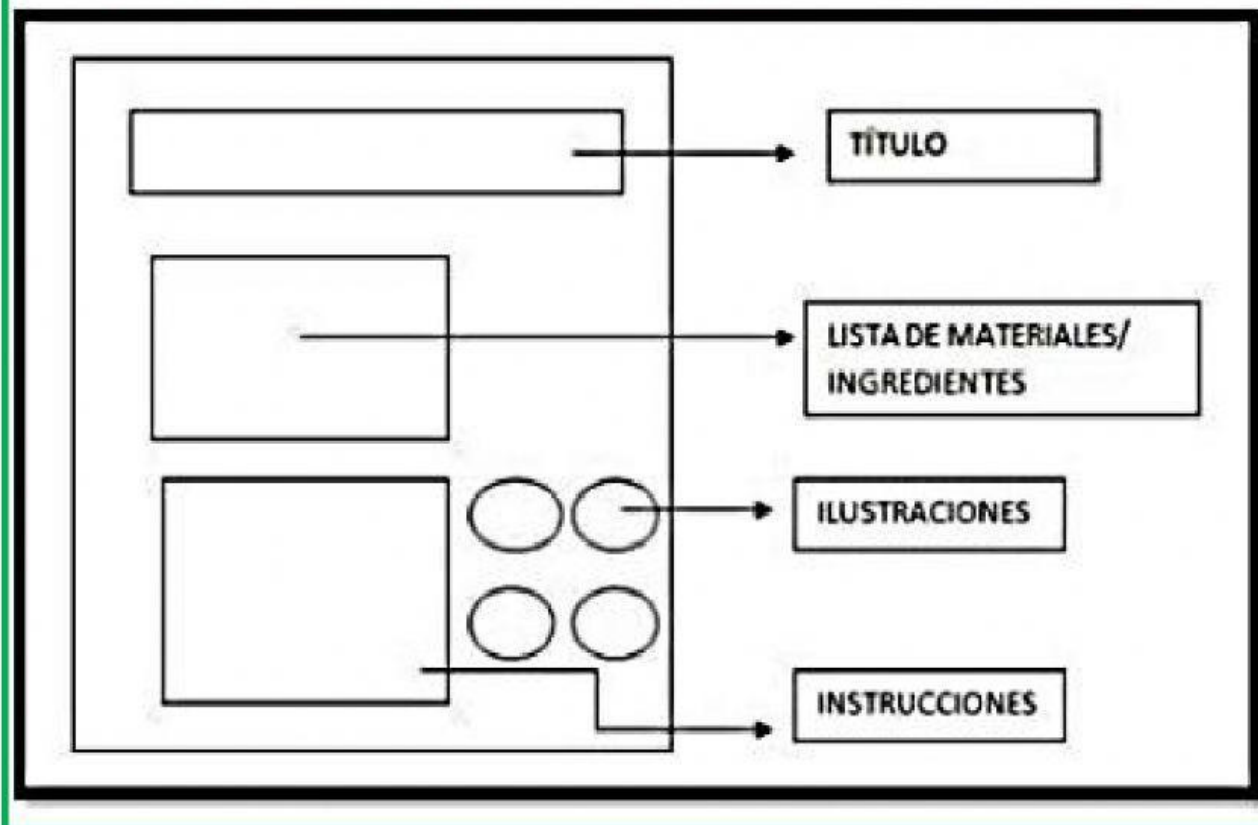 TÍTULO
LISTA DE MATERIALES/
INGREDIENTES
ILUSTRACIONES
INSTRUCCIONES